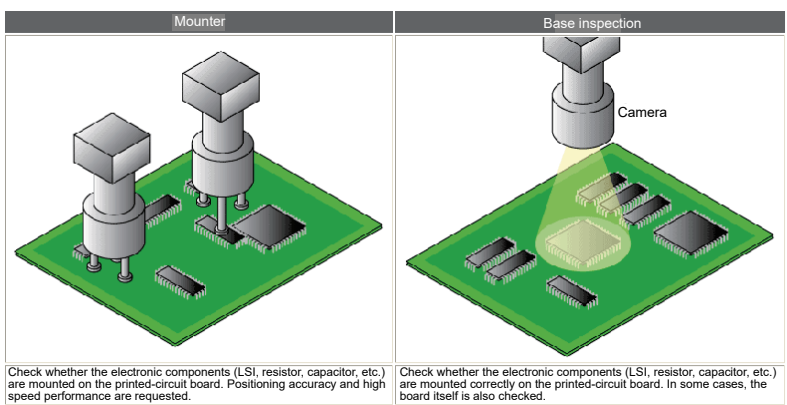 Mounter
Base inspection
Camera
Check whether the electronic components (LSI, resistor, capacitor, etc.)
are mounted on the printed-circuit board. Positioning accuracy and high
speed performance are requested.
Check whether the electronic components (LSI, resistor, capacitor, etc.)
are mounted correctly on the printed-circuit board. In some cases, the
board itself is also checked.